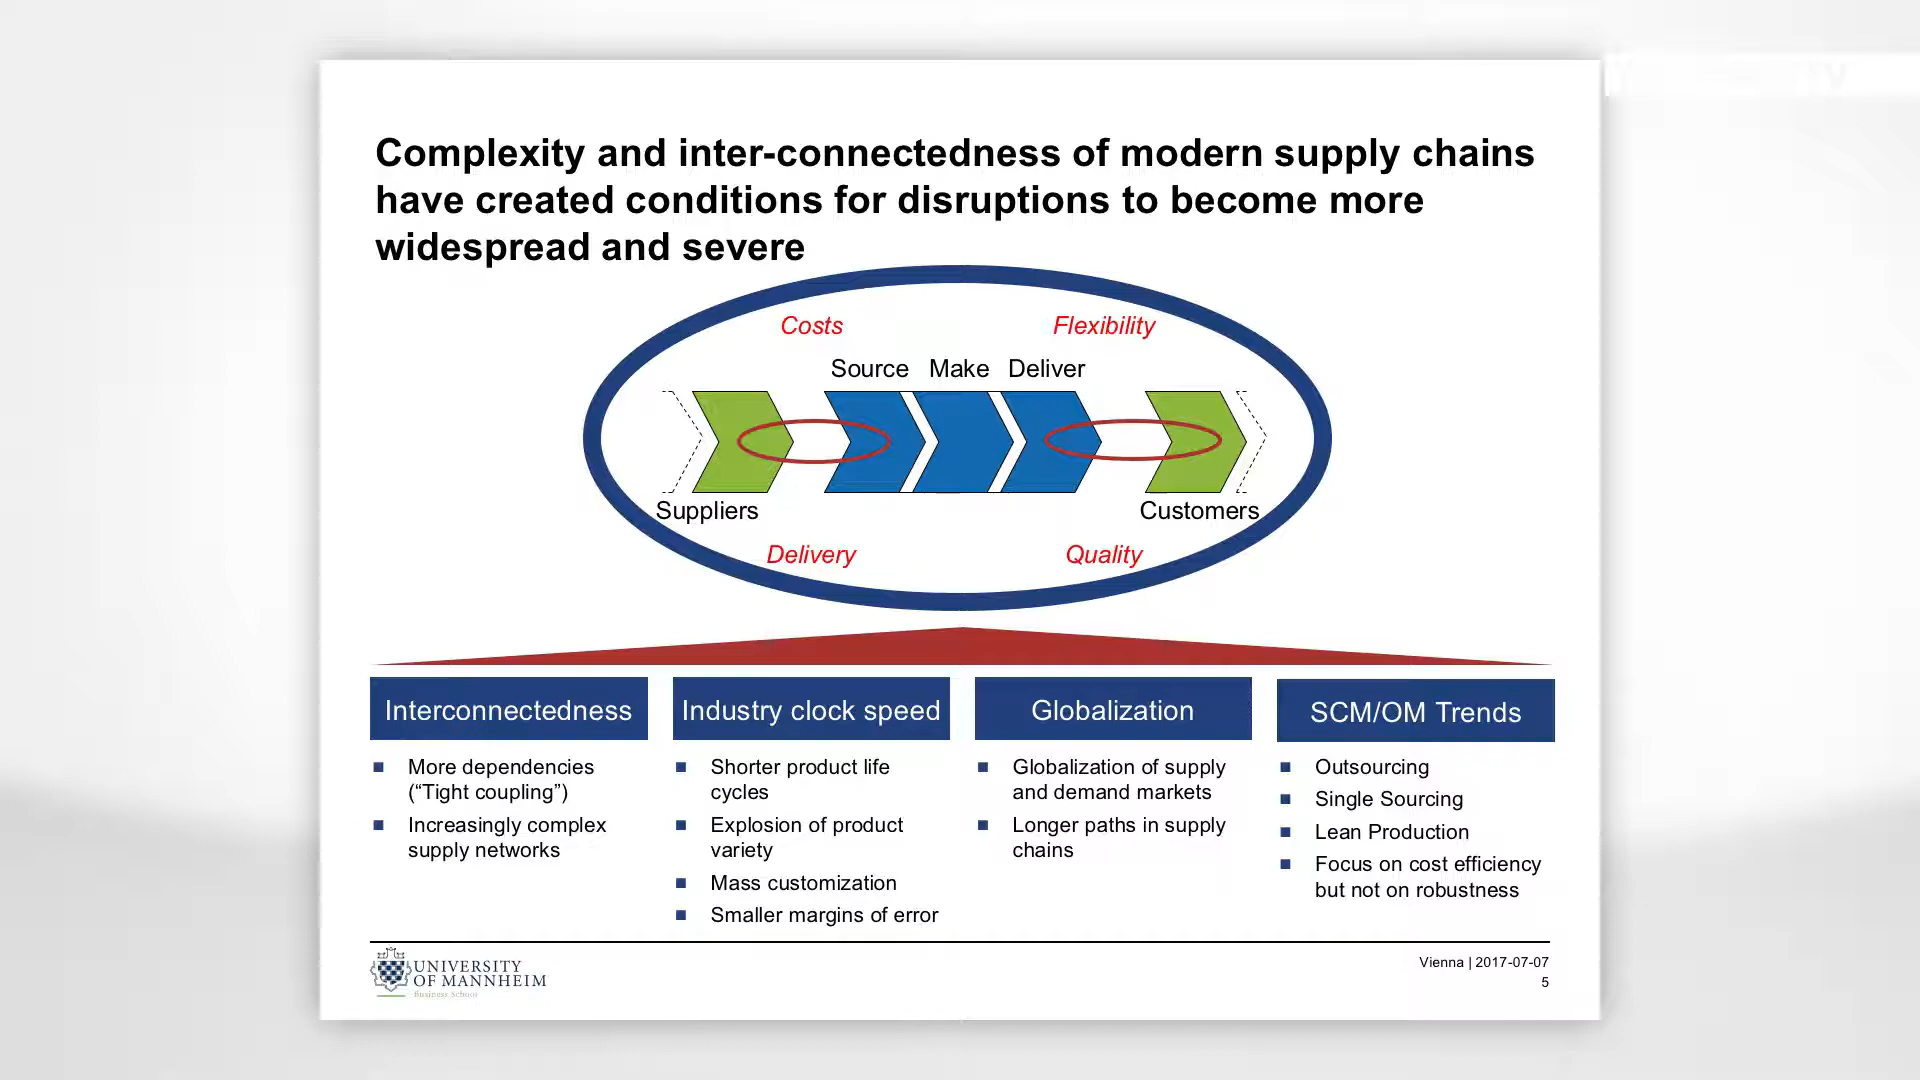 Complexity and inter-connectedness of modern supply chains
have created conditions for disruptions to become more
widespread and severe
Costs
Flexibility
Source Make Deliver
Suppliers
Customers
Delivery
Quality
Interconnectedness
More dependencies
(“Tight coupling”)
Increasingly complex
supply networks
Industry clock speed
Shorter product life
cycles
Explosion of product
variety
Mass customization
Smaller margins of error
Globalization
Globalization of supply
and demand markets
Longer paths in supply
chains
SCM/OM Trends
Outsourcing
Single Sourcing
Lean Production
Focus on cost efficiency
but not on robustness
UNIVERSITY
OF MANNHEIM
Business School
Vienna | 2017-07-07
5